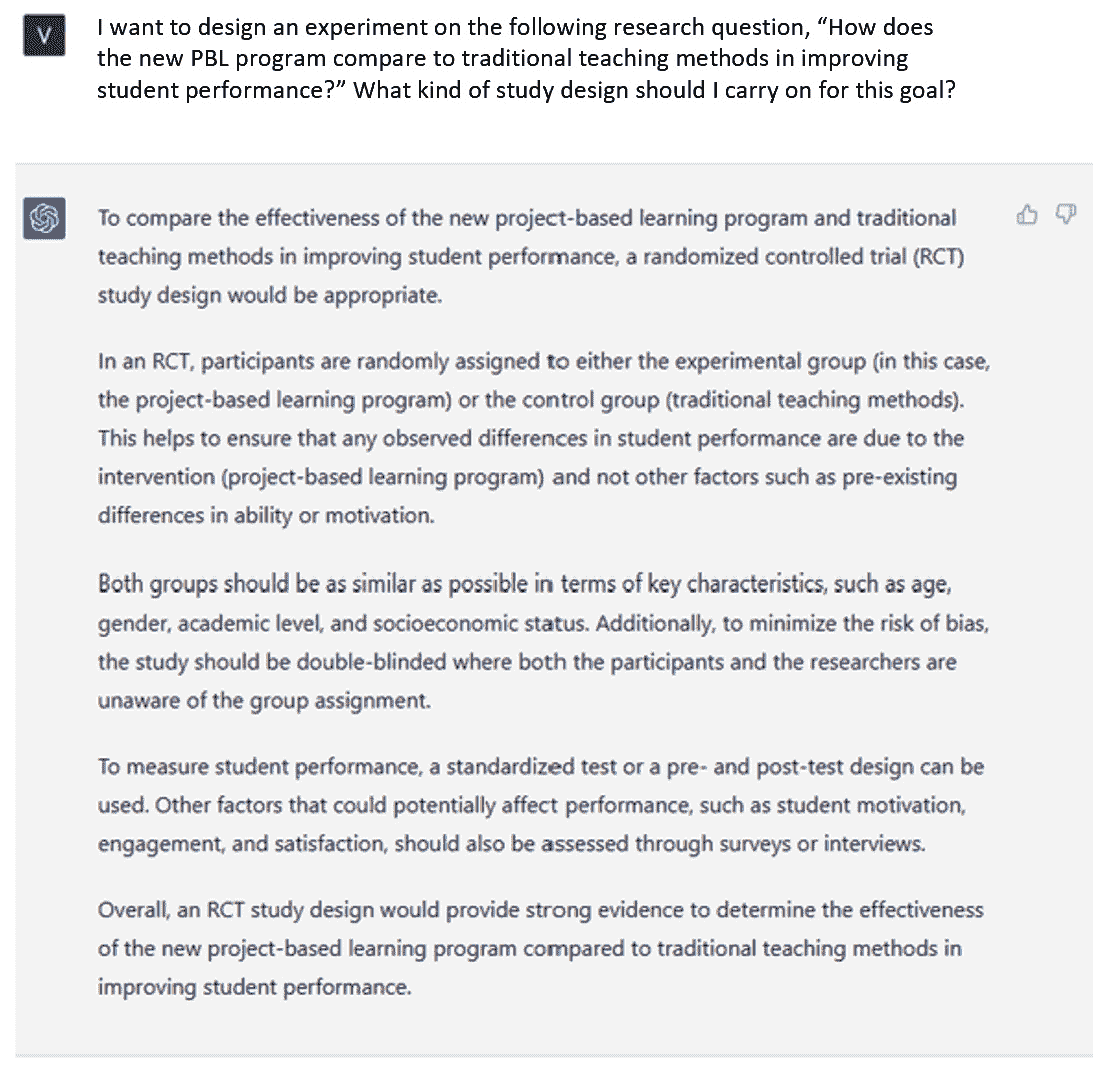 V
I want to design an experiment on the following research question, “How does
the new PBL program compare to traditional teaching methods in improving
student performance?” What kind of study design should I carry on for this goal?
To compare the effectiveness of the new project-based learning program and traditional
teaching methods in improving student performance, a randomized controlled trial (RCT)
study design would be appropriate.
In an RCT, participants are randomly assigned to either the experimental group (in this case,
the project-based learning program) or the control group (traditional teaching methods).
This helps to ensure that any observed differences in student performance are due to the
intervention (project-based learning program) and not other factors such as pre-existing
differences in ability or motivation.
Both groups should be as similar as possible in terms of key characteristics, such as age,
gender, academic level, and socioeconomic status. Additionally, to minimize the risk of bias,
the study should be double-blinded where both the participants and the researchers are
unaware of the group assignment.
To measure student performance, a standardized test or a pre- and post-test design can be
used. Other factors that could potentially affect performance, such as student motivation,
engagement, and satisfaction, should also be assessed through surveys or interviews.
Overall, an RCT study design would provide strong evidence to determine the effectiveness
of the new project-based learning program compared to traditional teaching methods in
improving student performance.